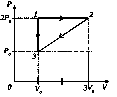 P
2P₀ 1 2
P₀ 3
0 V₀ 3V₀ V